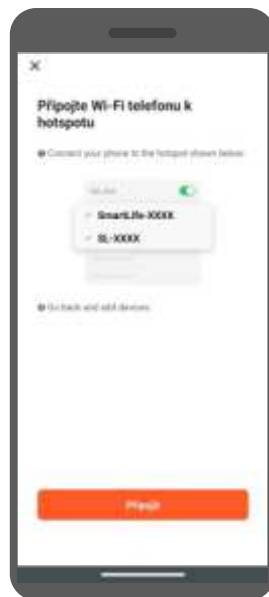 Připojte Wi-Fi telefonu k
hotspotu
Connect your phone to the hotspot shown below
SmartLife-XXXX
SL-XXXX
Go back and add devices
Připojit